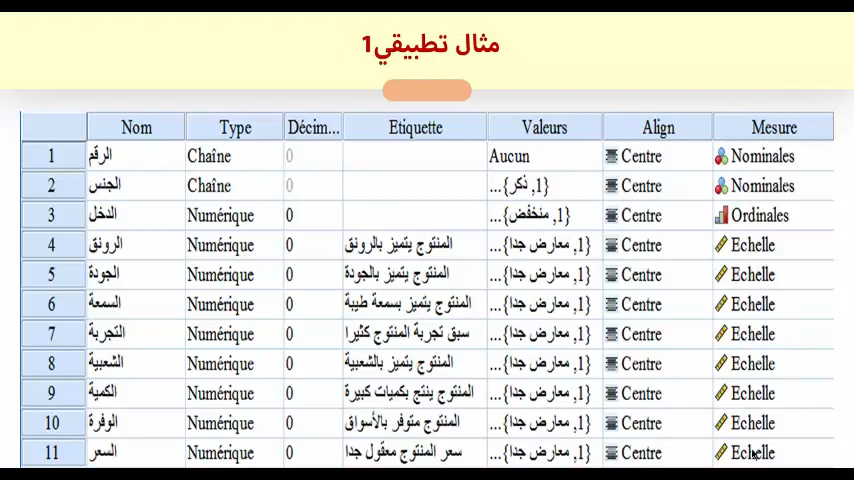 مثال تطبيقي1
Nom Type Décim... Etiquette Valeurs Align Mesure
1 الرقم Chaîne 0 Aucun Centre Nominales
2 الجنس Chaîne 0 {1, ذكر}... Centre Nominales
3 الدخل Numérique 0 {1, منخفض}... Centre Ordinales
4 الرونق Numérique 0 المنتوج يتميز بالرونق {1, معارض جدا}... Centre Echelle
5 الجودة Numérique 0 المنتوج يتميز بالجودة {1, معارض جدا}... Centre Echelle
6 السمعة Numérique 0 المنتوج يتميز بسمعة طيبة {1, معارض جدا}... Centre Echelle
7 التجربة Numérique 0 سبق تجربة المنتوج كثيرا {1, معارض جدا}... Centre Echelle
8 الشعبية Numérique 0 المنتوج يتميز بالشعبية {1, معارض جدا}... Centre Echelle
9 الكمية Numérique 0 المنتوج ينتج بكميات كبيرة {1, معارض جدا}... Centre Echelle
10 الوفرة Numérique 0 المنتوج متوفر بالأسواق {1, معارض جدا}... Centre Echelle
11 السعر Numérique 0 سعر المنتوج معقول جدا {1, معارض جدا}... Centre Echelle